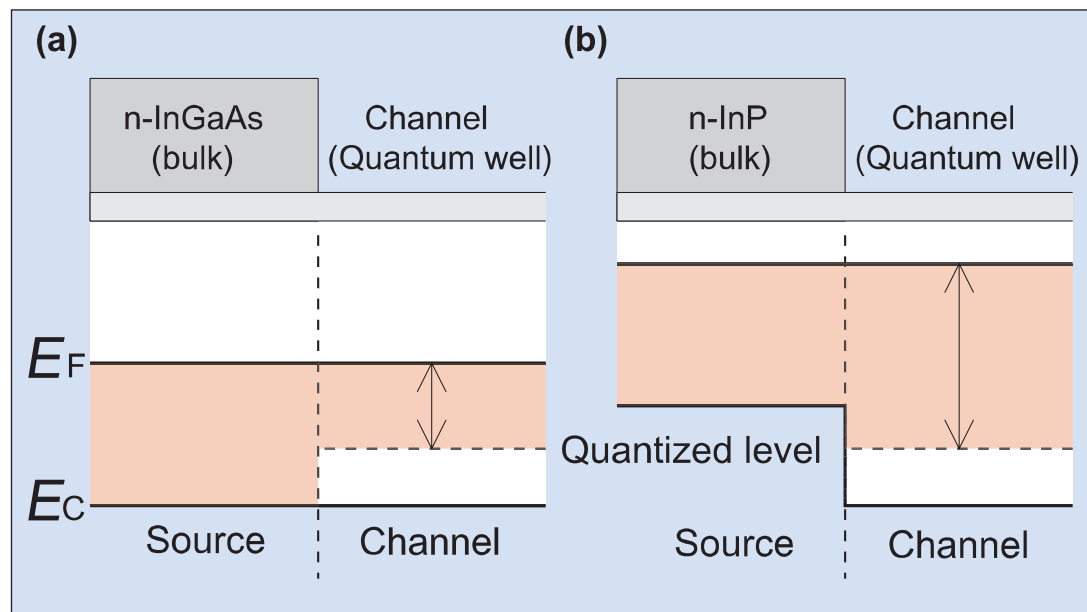 (a)
n-InGaAs
(bulk)
Channel
(Quantum well)
EF
EC
Source
Channel
(b)
n-InP
(bulk)
Channel
(Quantum well)
Quantized level
Source
Channel